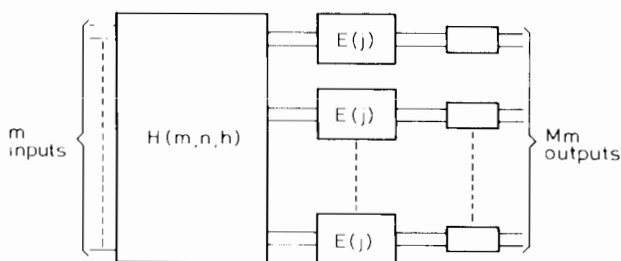 E(j)
m
inputs
H(m,n,h)
E(j)
Mm
outputs
E(j)